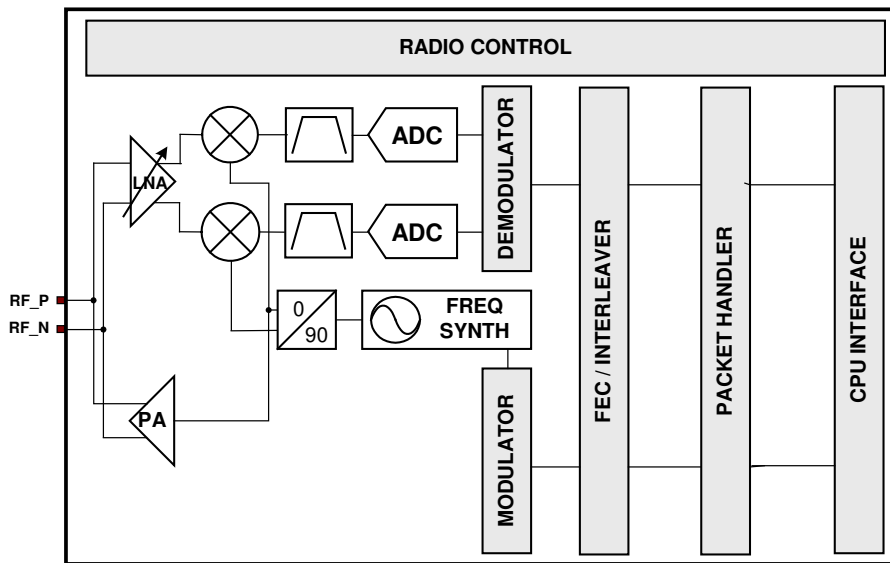 RADIO CONTROL
LNA
ADC
ADC
DEMODULATOR
FEC / INTERLEAVER
PACKET HANDLER
CPU INTERFACE
RF_P
RF_N
0
90
FREQ
SYNTH
PA
MODULATOR